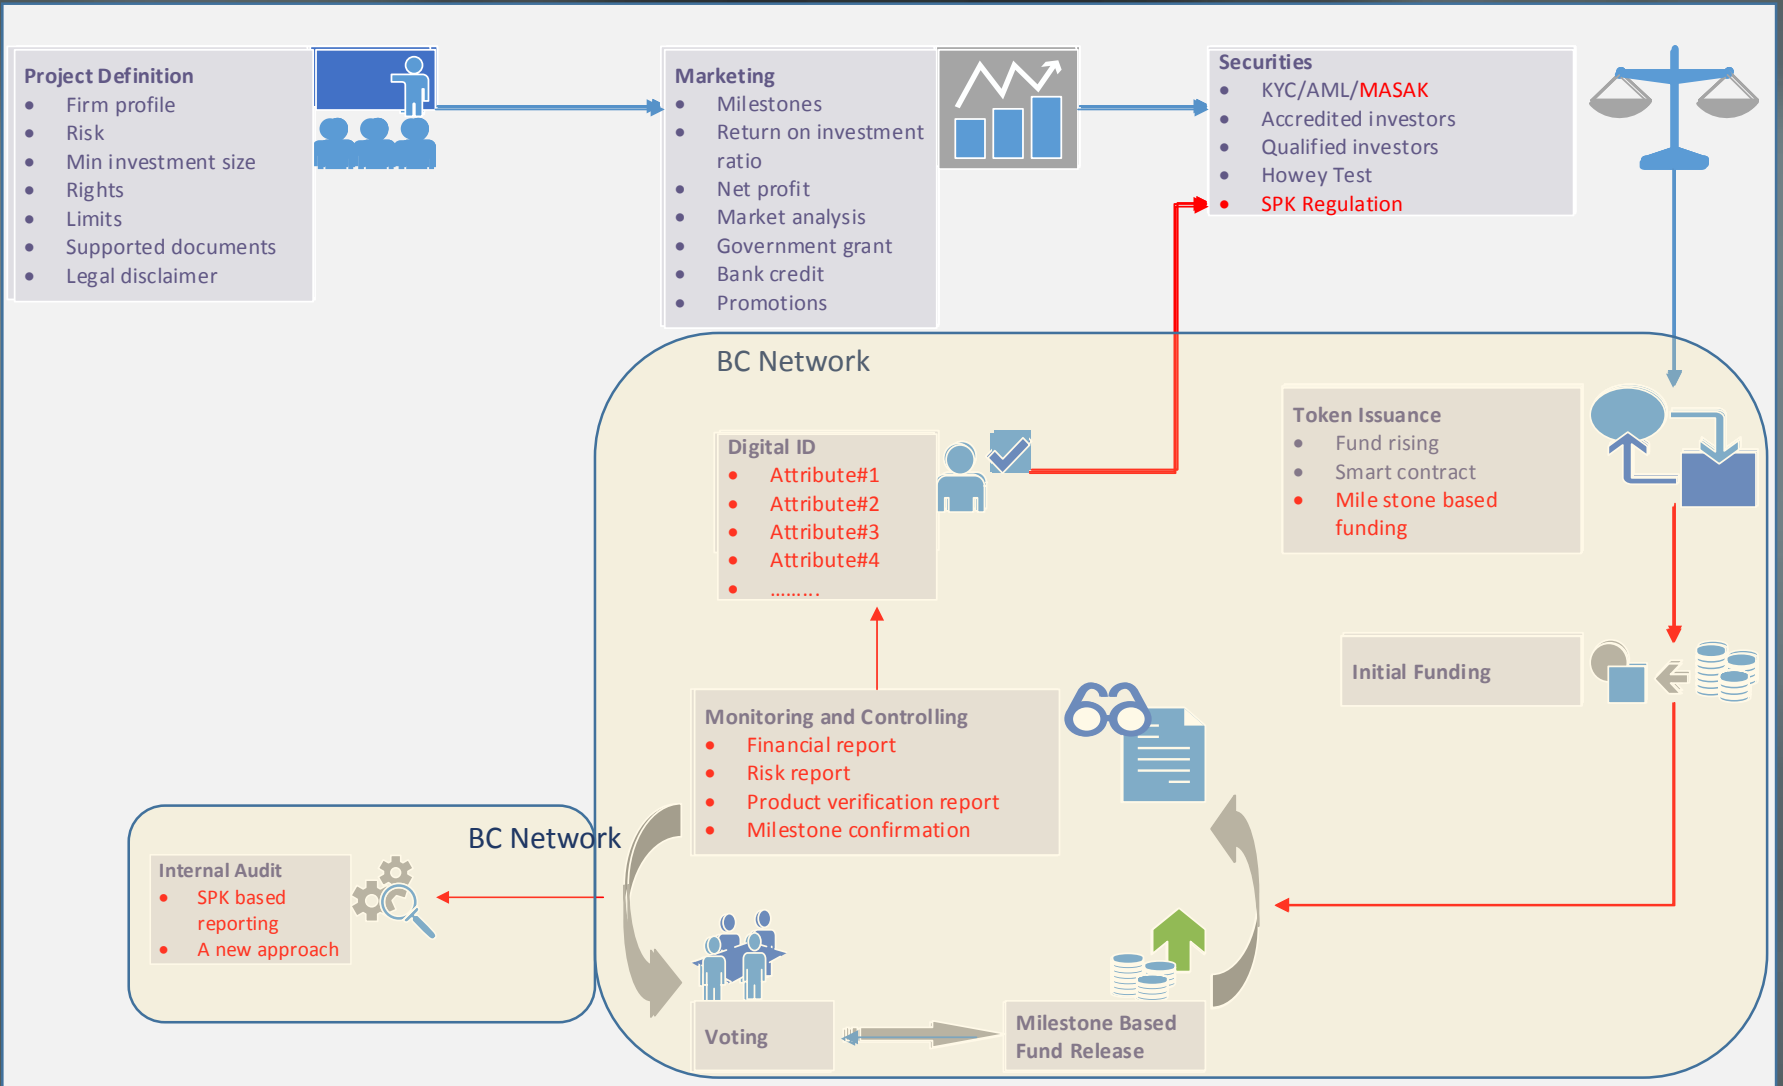 Project Definition
• Firm profile
• Risk
• Min investment size
• Rights
• Limits
• Supported documents
• Legal disclaimer
Marketing
• Milestones
• Return on investment
ratio
• Net profit
• Market analysis
• Government grant
• Bank credit
• Promotions
Securities
• KYC/AML/MASAK
• Accredited investors
• Qualified investors
• Howey Test
• SPK Regulation
BC Network
Digital ID
• Attribute#1
• Attribute#2
• Attribute#3
• Attribute#4
• .........
Token Issuance
• Fund rising
• Smart contract
• Mile stone based
funding
Initial Funding
Monitoring and Controlling
• Financial report
• Risk report
• Product verification report
• Milestone confirmation
BC Network
Internal Audit
• SPK based
reporting
• A new approach
Voting
Milestone Based
Fund Release